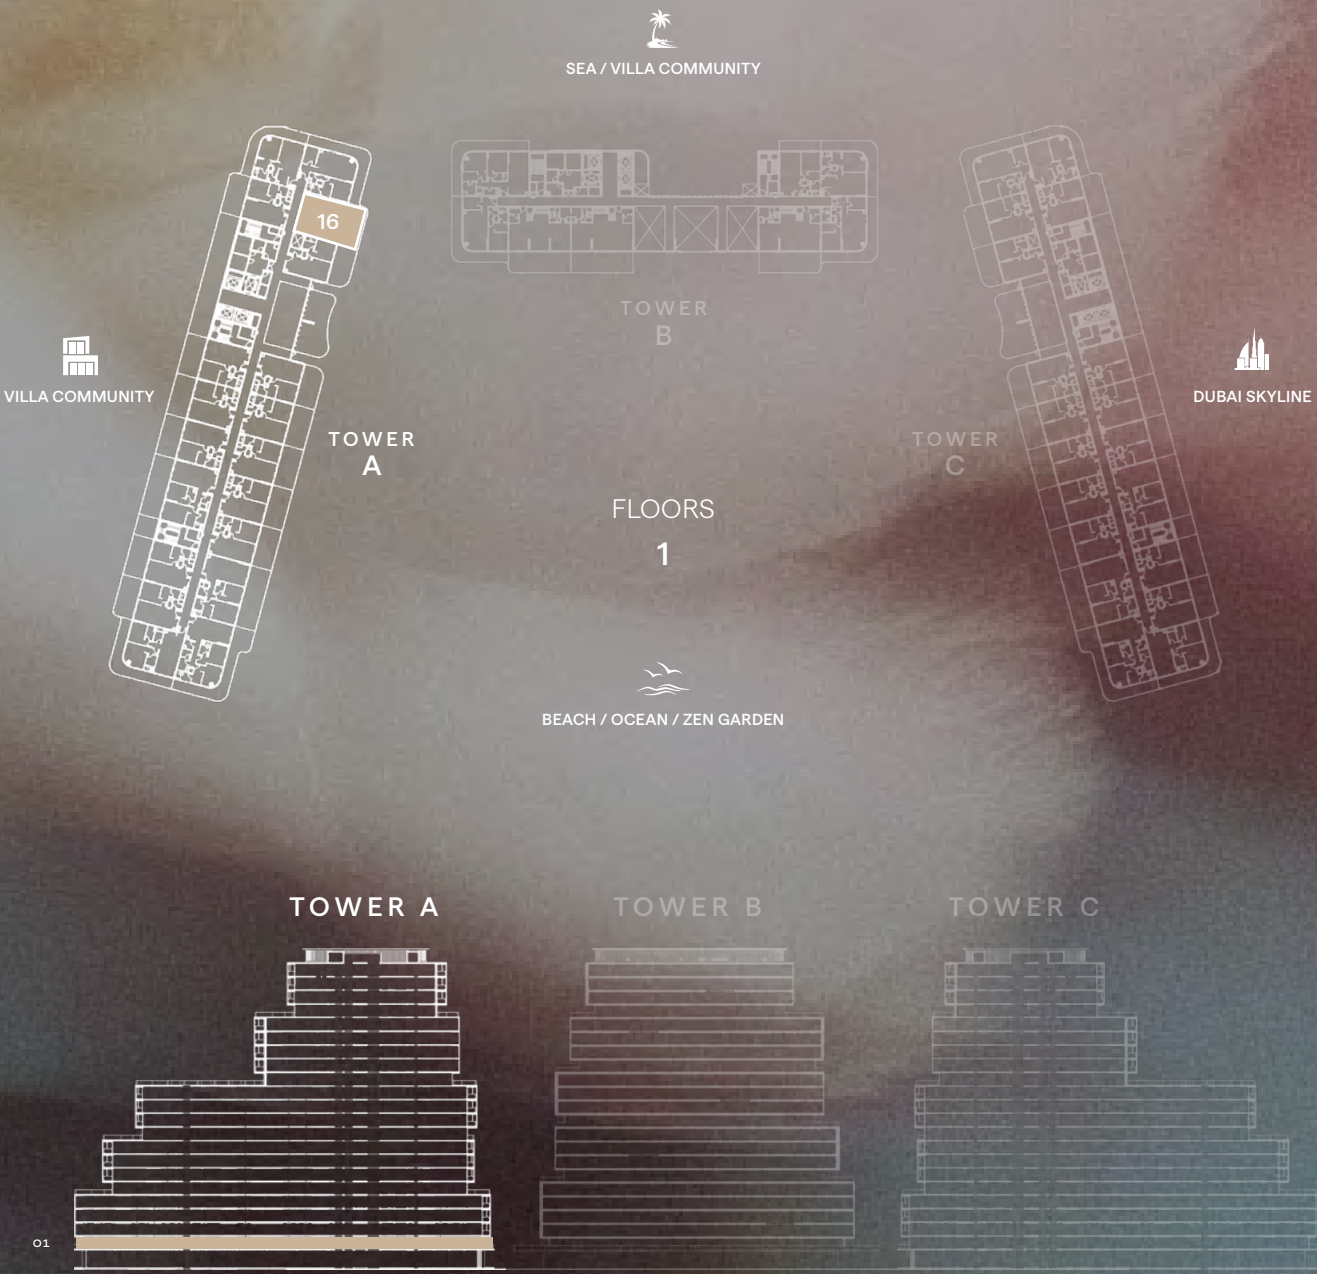 SEA / VILLA COMMUNITY
16
TOWER
B
VILLA COMMUNITY
DUBAI SKYLINE
TOWER
A
TOWER
C
FLOORS
1
BEACH / OCEAN / ZEN GARDEN
TOWER A
TOWER B
TOWER C
01